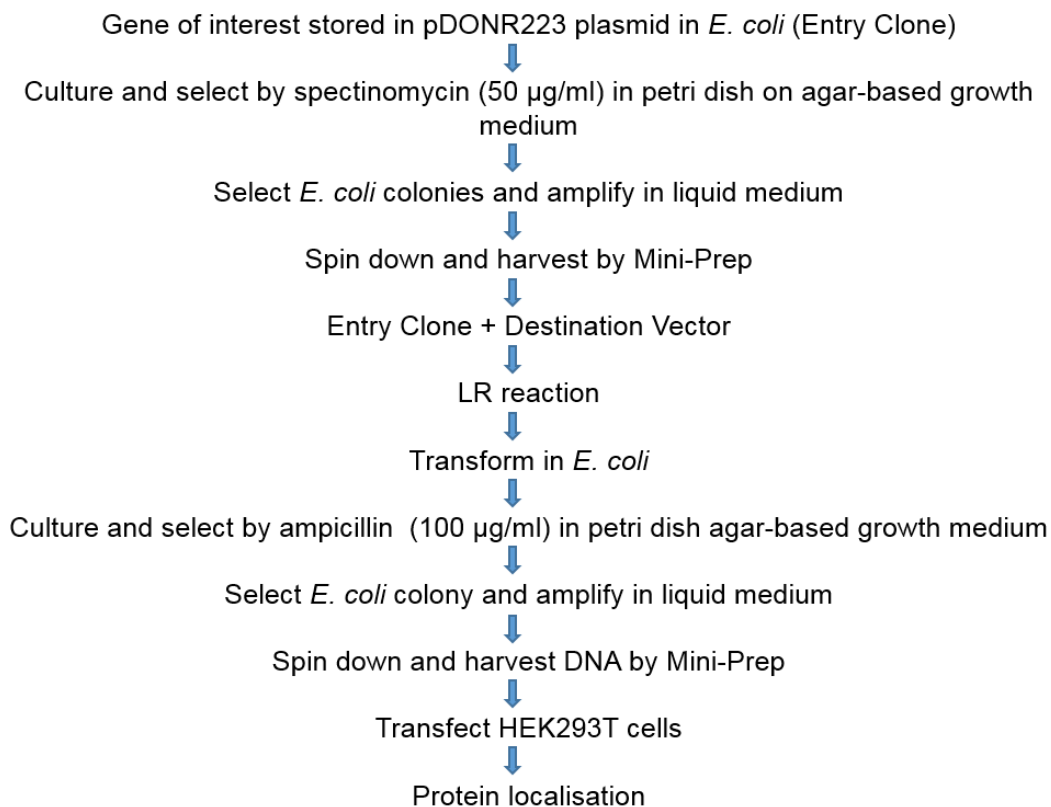 Gene of interest stored in pDONR223 plasmid in E. coli (Entry Clone)
Culture and select by spectinomycin (50 µg/ml) in petri dish on agar-based growth
medium
Select E. coli colonies and amplify in liquid medium
Spin down and harvest by Mini-Prep
Entry Clone + Destination Vector
LR reaction
Transform in E. coli
Culture and select by ampicillin  (100 µg/ml) in petri dish agar-based growth medium
Select E. coli colony and amplify in liquid medium
Spin down and harvest DNA by Mini-Prep
Transfect HEK293T cells
Protein localisation